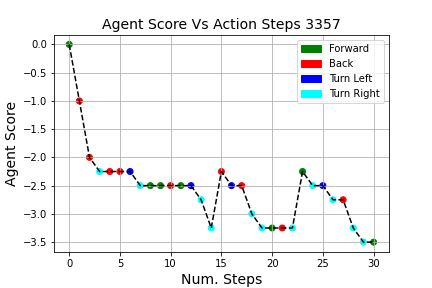 Agent Score Vs Action Steps 3357
Agent Score
0.0
−0.5
−1.0
−1.5
−2.0
−2.5
−3.0
−3.5
Forward
Back
Turn Left
Turn Right
0 5 10 15 20 25 30
Num. Steps